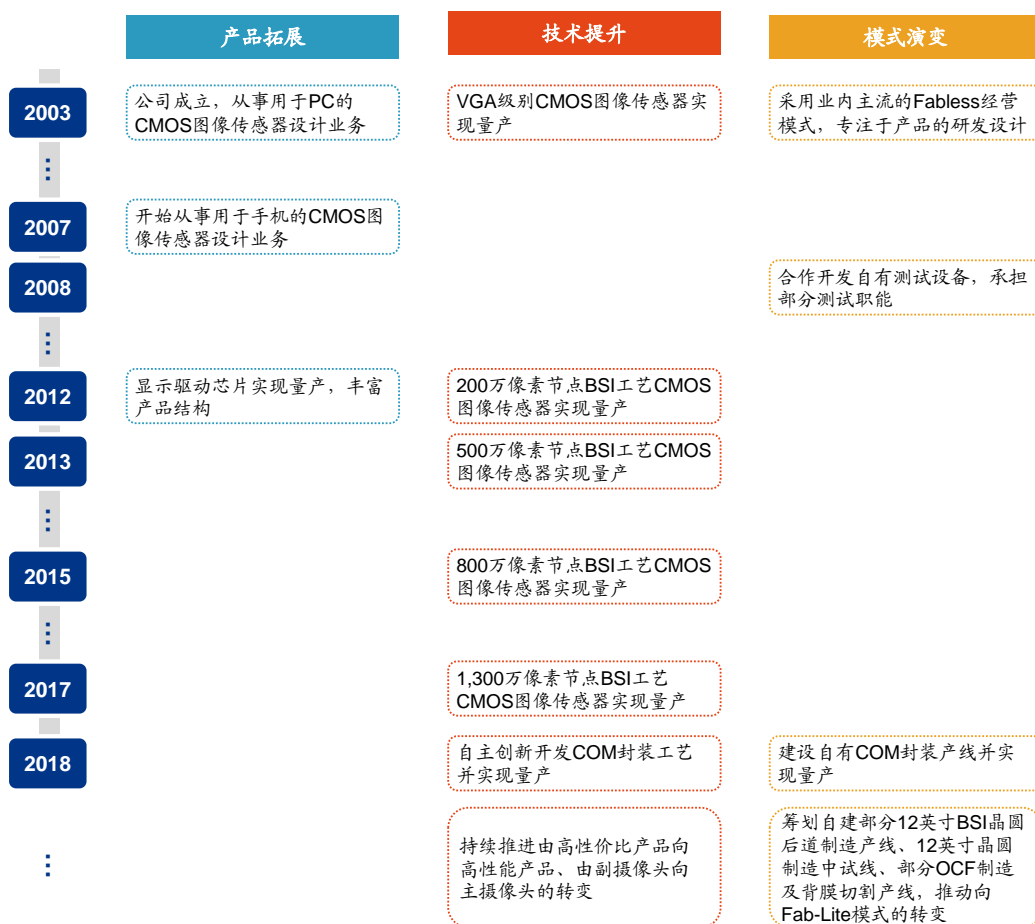 产品拓展
技术提升
模式演变
2003
公司成立，从事用于PC的
CMOS图像传感器设计业务
VGA级别CMOS图像传感器实
现量产
采用业内主流的Fabless经营
模式，专注于产品的研发设计
...
2007
开始从事用于手机的CMOS图
像传感器设计业务
2008
合作开发自有测试设备，承担
部分测试职能
...
2012
显示驱动芯片实现量产，丰富
产品结构
200万像素节点BSI工艺CMOS
图像传感器实现量产
2013
500万像素节点BSI工艺CMOS
图像传感器实现量产
...
2015
800万像素节点BSI工艺CMOS
图像传感器实现量产
...
2017
1,300万像素节点BSI工艺
CMOS图像传感器实现量产
2018
自主创新开发COM封装工艺
并实现量产
建设自有COM封装产线并实
现量产
...
持续推进由高性价比产品向
高性能产品、由副摄像头向
主摄像头的转变
筹划自建部分12英寸BSI晶圆
后道制造产线、12英寸晶圆
制造中试线、部分OCF制造
及背膜切割产线，推动向
Fab-Lite模式的转变